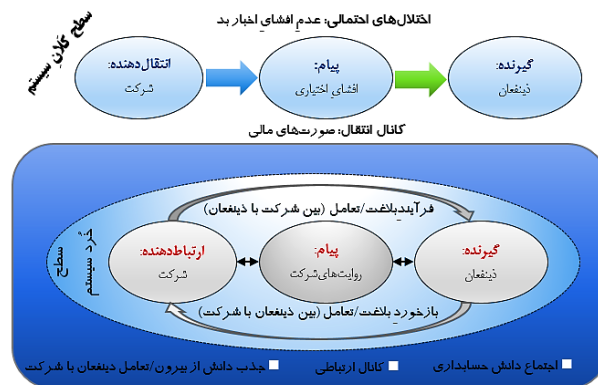 اختلال‌های احتمالی: عدمِ افشایِ اخبار بد
سطح کَلانِ سیستم
انتقال‌دهنده:
شرکت
پیام:
افشایِ اختیاری
گیرنده:
ذینفعان
کانال انتقال: صورت‌های مالی
فرآیندِ بلاغت/تعامل (بین شرکت با ذینفعان)
سطح
خُرد سیستم
ارتباط‌دهنده:
شرکت
پیام:
روایت‌های شرکت
گیرنده:
ذینفعان
بازخوردِ بلاغت/تعامل (بین ذینفعان با شرکت)
اجتماع دانش حسابداری
کانال ارتباطی
جذب دانش از بیرون/تعامل ذینفعان با شرکت